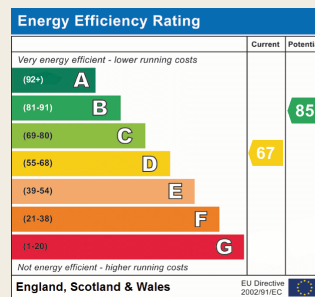 Energy Efficiency Rating
Current Potenti
Very energy efficient - lower running costs
(92+) A
(81-91) B
85
(69-80) C
(55-68) D
67
(39-54) E
(21-38) F
(1-20) G
Not energy efficient - higher running costs
England, Scotland & Wales
EU Directive
2002/91/EC